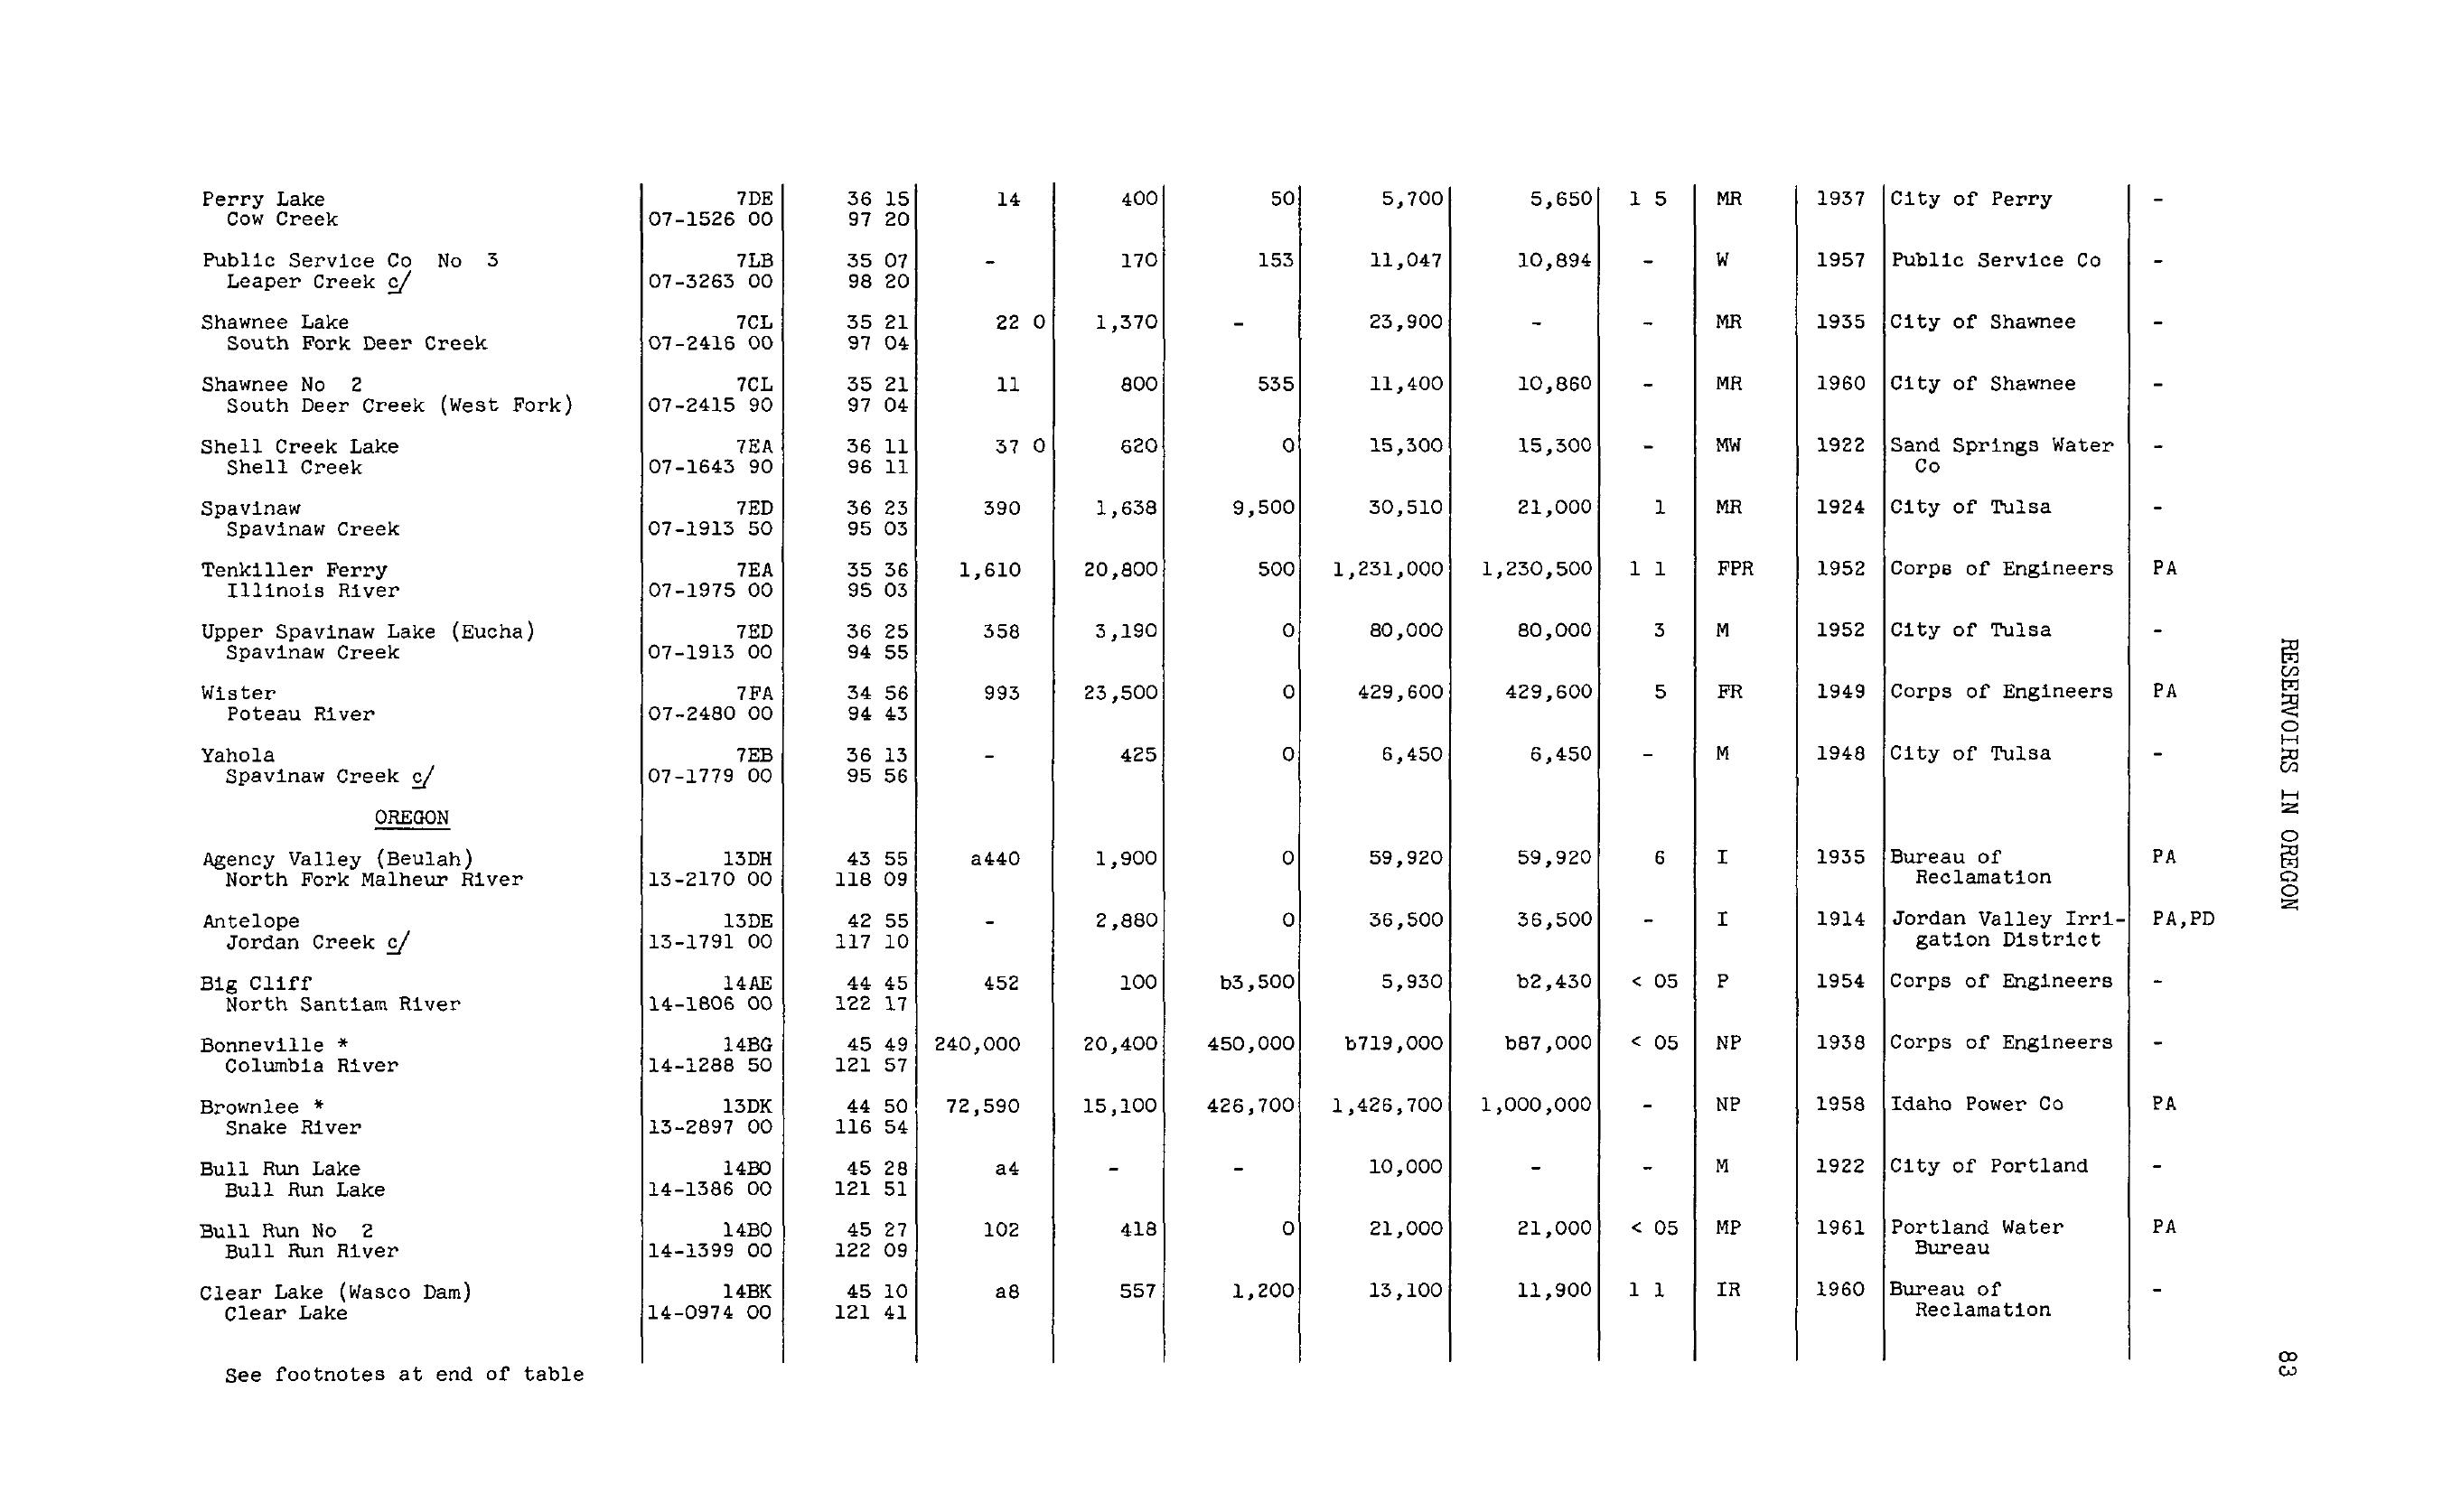 Perry Lake 7DE 36 15 14 400 50 5,700 5,650 1 5 MR 1937 City of Perry -
Cow Creek 07-1526 00 97 20
Public Service Co No 3 7LB 35 07 - 170 153 11,047 10,894 - W 1957 Public Service Co -
Leaper Creek c/ 07-3263 00 98 20
Shawnee Lake 7CL 35 21 22 0 1,370 - 23,900 - - MR 1935 City of Shawnee -
South Fork Deer Creek 07-2416 00 97 04
Shawnee No 2 7CL 35 21 11 800 535 11,400 10,860 - MR 1960 City of Shawnee -
South Deer Creek (West Fork) 07-2415 90 97 04
Shell Creek Lake 7EA 36 11 37 0 620 0 15,300 15,300 - MW 1922 Sand Springs Water -
Shell Creek 07-1643 90 96 11 Co
Spavinaw 7ED 36 23 390 1,638 9,500 30,510 21,000 1 MR 1924 City of Tulsa -
Spavinaw Creek 07-1913 50 95 03
Tenkiller Ferry 7EA 35 36 1,610 20,800 500 1,231,000 1,230,500 1 1 FPR 1952 Corps of Engineers PA
Illinois River 07-1975 00 95 03
Upper Spavinaw Lake (Eucha) 7ED 36 25 358 3,190 0 80,000 80,000 3 M 1952 City of Tulsa -
Spavinaw Creek 07-1913 00 94 55
Wister 7FA 34 56 993 23,500 0 429,600 429,600 5 FR 1949 Corps of Engineers PA
Poteau River 07-2480 00 94 43
Yahola 7EB 36 13 - 425 0 6,450 6,450 - M 1948 City of Tulsa -
Spavinaw Creek c/ 07-1779 00 95 56
OREGON
Agency Valley (Beulah) 13DH 43 55 a440 1,900 0 59,920 59,920 6 I 1935 Bureau of PA
North Fork Malheur River 13-2170 00 118 09 Reclamation
Antelope 13DE 42 55 - 2,880 0 36,500 36,500 - I 1914 Jordan Valley Irri- PA,PD
Jordan Creek c/ 13-1791 00 117 10 gation District
Big Cliff 14AE 44 45 452 100 b3,500 5,930 b2,430 < 05 P 1954 Corps of Engineers -
North Santiam River 14-1806 00 122 17
Bonneville * 14BG 45 49 240,000 20,400 450,000 b719,000 b87,000 < 05 NP 1938 Corps of Engineers -
Columbia River 14-1288 50 121 57
Brownlee * 13DK 44 50 72,590 15,100 426,700 1,426,700 1,000,000 - NP 1958 Idaho Power Co PA
Snake River 13-2897 00 116 54
Bull Run Lake 14BO 45 28 a4 - - 10,000 - - M 1922 City of Portland -
Bull Run Lake 14-1386 00 121 51
Bull Run No 2 14BO 45 27 102 418 0 21,000 21,000 < 05 MP 1961 Portland Water PA
Bull Run River 14-1399 00 122 09 Bureau
Clear Lake (Wasco Dam) 14BK 45 10 a8 557 1,200 13,100 11,900 1 1 IR 1960 Bureau of -
Clear Lake 14-0974 00 121 41 Reclamation
See footnotes at end of table
RESERVOIRS IN OREGON
83